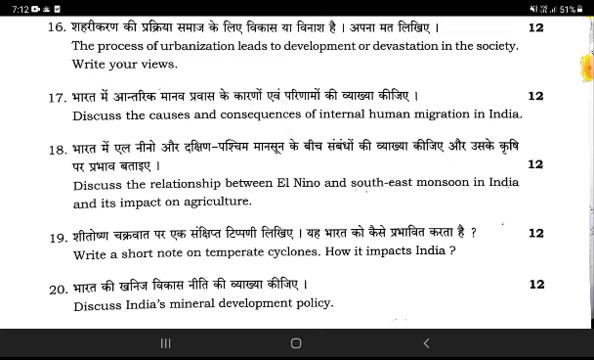 7:12
51%
16. शहरीकरण की प्रक्रिया समाज के लिए विकास या विनाश है । अपना मत लिखिए । 12
The process of urbanization leads to development or devastation in the society.
Write your views.
17. भारत में आन्तरिक मानव प्रवास के कारणों एवं परिणामों की व्याख्या कीजिए । 12
Discuss the causes and consequences of internal human migration in India.
18. भारत में एल नीनो और दक्षिण-पश्चिम मानसून के बीच संबंधों की व्याख्या कीजिए और उसके कृषि
पर प्रभाव बताइए । 12
Discuss the relationship between El Nino and south-east monsoon in India
and its impact on agriculture.
19. शीतोष्ण चक्रवात पर एक संक्षिप्त टिप्पणी लिखिए । यह भारत को कैसे प्रभावित करता है ? 12
Write a short note on temperate cyclones. How it impacts India ?
20. भारत की खनिज विकास नीति की व्याख्या कीजिए । 12
Discuss India's mineral development policy.